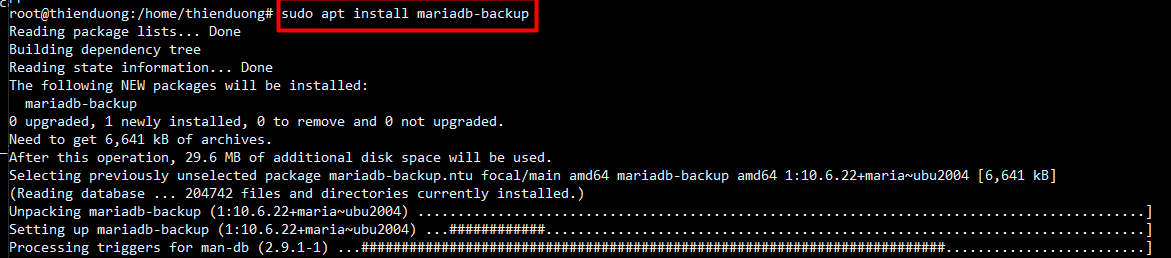 root@thienduong:/home/thienduong# sudo apt install mariadb-backup
Reading package lists... Done
Building dependency tree
Reading state information... Done
The following NEW packages will be installed:
  mariadb-backup
0 upgraded, 1 newly installed, 0 to remove and 0 not upgraded.
Need to get 6,641 kB of archives.
After this operation, 29.6 MB of additional disk space will be used.
Selecting previously unselected package mariadb-backup.ntu focal/main amd64 mariadb-backup amd64 1:10.6.22+maria~ubu2004 [6,641 kB]
(Reading database ... 204742 files and directories currently installed.)
Unpacking mariadb-backup (1:10.6.22+maria~ubu2004) ...........................................................................................]
Setting up mariadb-backup (1:10.6.22+maria~ubu2004) ...############...........................................................................]
Processing triggers for man-db (2.9.1-1) ...#########################################################################.........................]